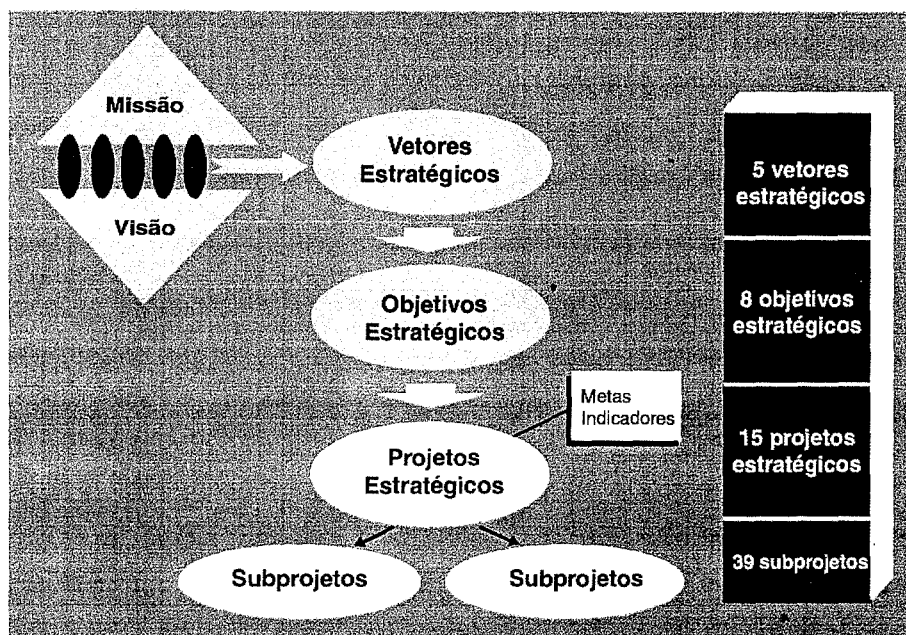 Missão
Visão
Vetores
Estratégicos
Objetivos
Estratégicos
Metas
Indicadores
Projetos
Estratégicos
Subprojetos
Subprojetos
5 vetores
estratégicos
8 objetivos
estratégicos
15 projetos
estratégicos
39 subprojetos